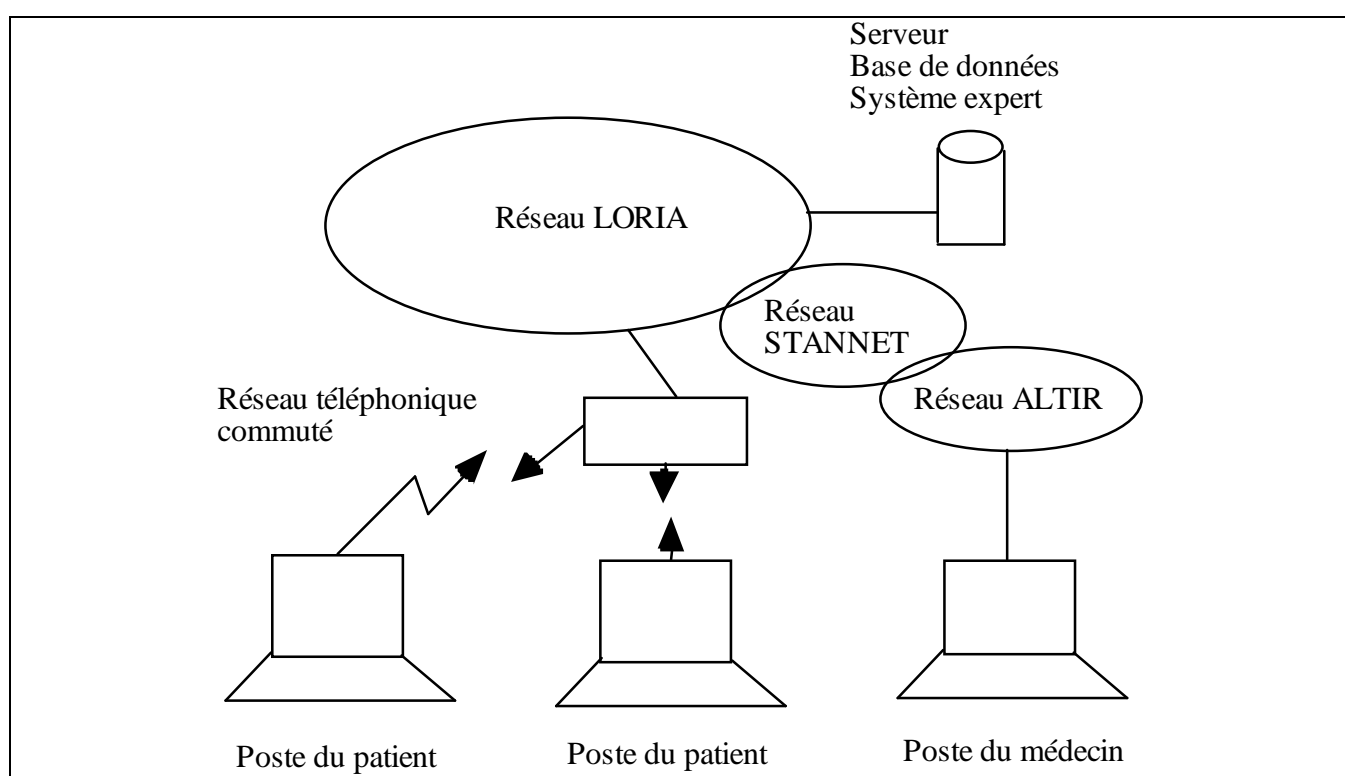 Serveur
Base de données
Système expert
Réseau LORIA
Réseau
STANNET
Réseau ALTIR
Réseau téléphonique
commuté
Poste du patient
Poste du patient
Poste du médecin